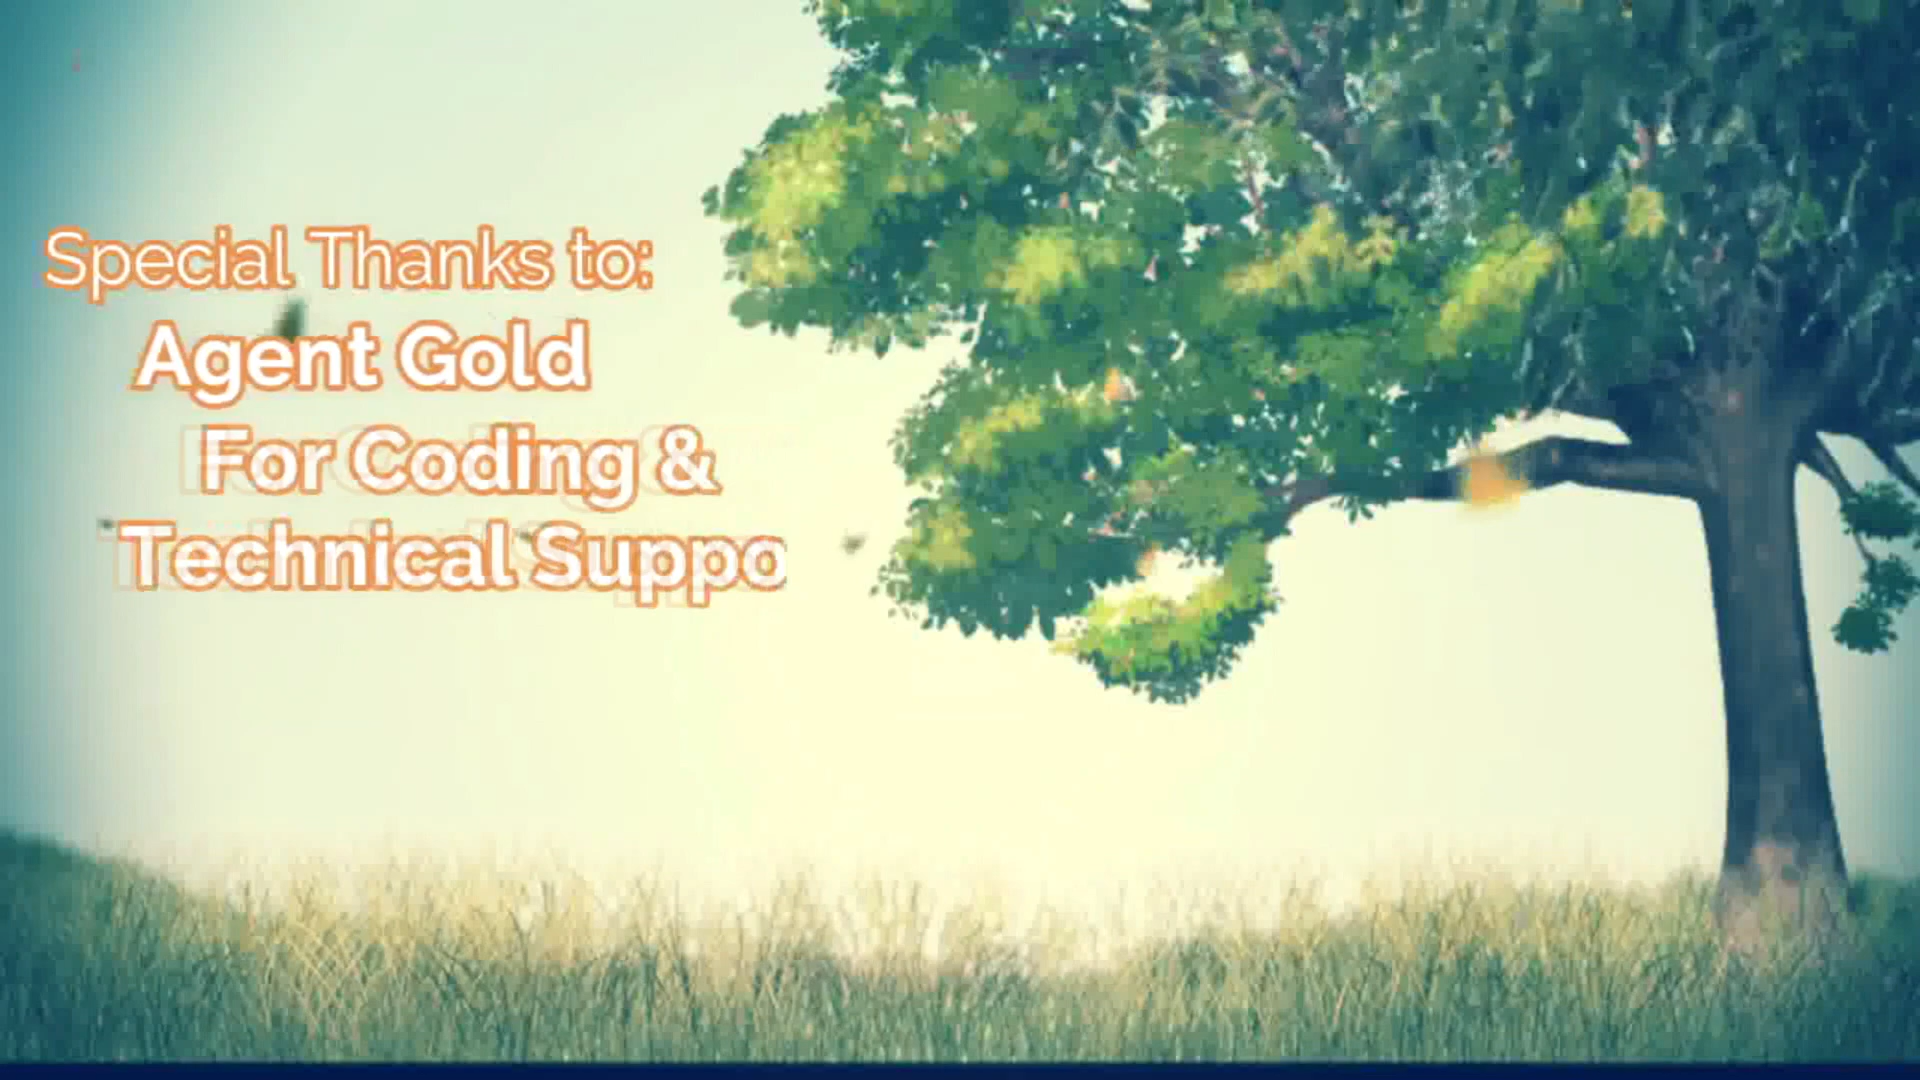 Special Thanks to:
Agent Gold
For Coding &
Technical Suppo